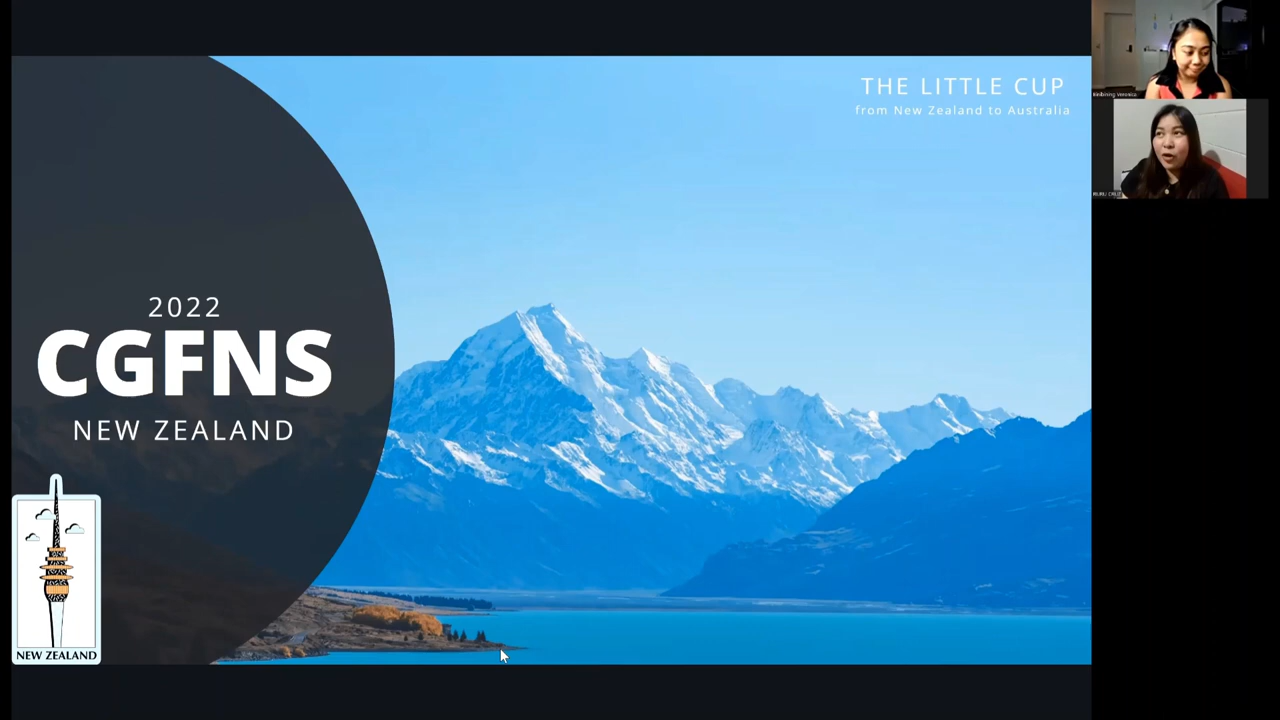 THE LITTLE CUP
from New Zealand to Australia
2022
CGFNS
NEW ZEALAND
NEW ZEALAND